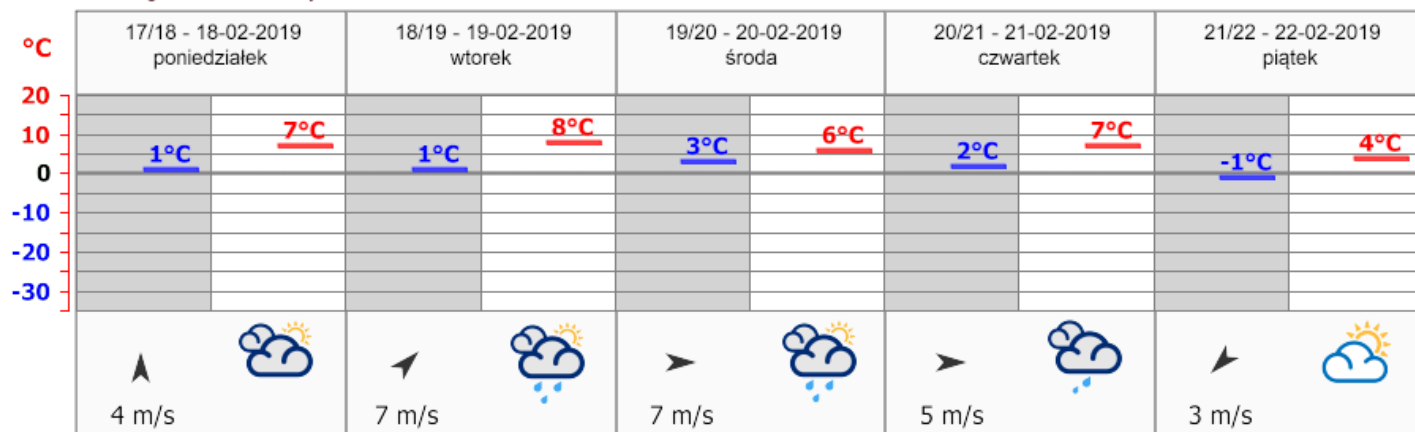 °C
17/18 - 18-02-2019
poniedziałek
18/19 - 19-02-2019
wtorek
19/20 - 20-02-2019
środa
20/21 - 21-02-2019
czwartek
21/22 - 22-02-2019
piątek
20
10
0
-10
-20
-30
1°C
7°C
1°C
8°C
3°C
6°C
2°C
7°C
-1°C
4°C
4 m/s
7 m/s
7 m/s
5 m/s
3 m/s